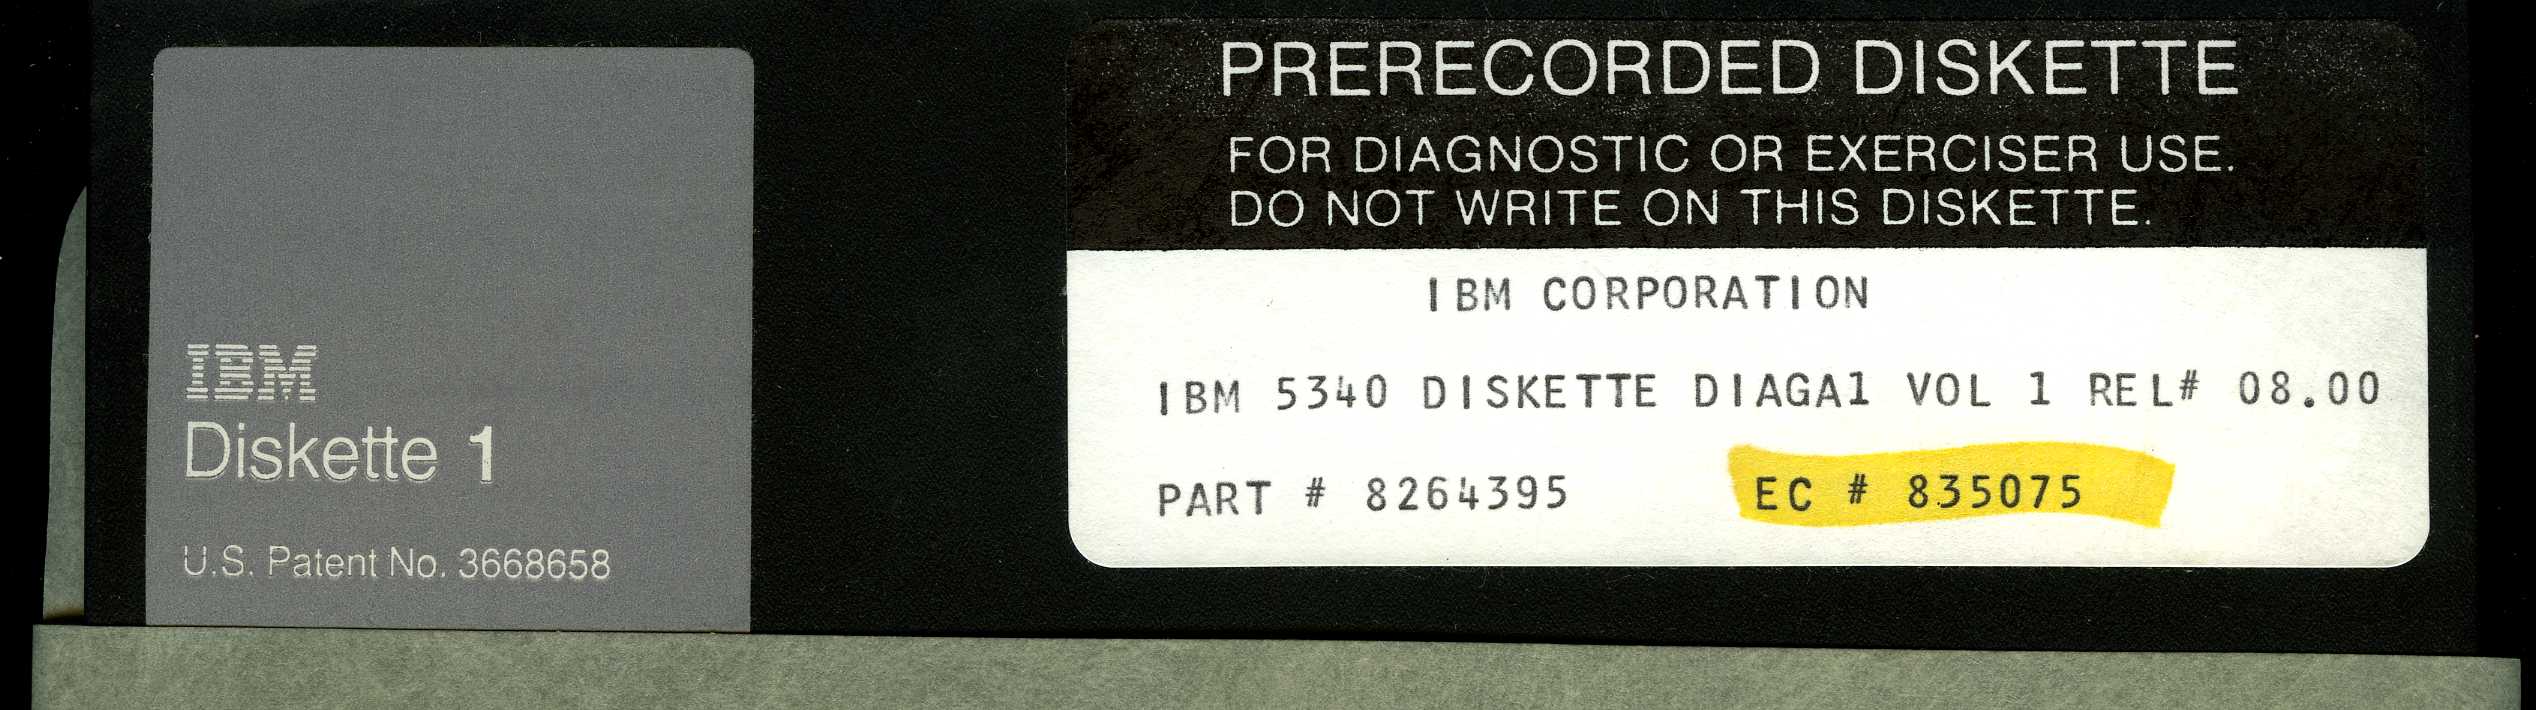 IBM
Diskette 1
U.S. Patent No. 3668658
PRERECORDED DISKETTE
FOR DIAGNOSTIC OR EXERCISER USE.
DO NOT WRITE ON THIS DISKETTE.
IBM CORPORATION
IBM 5340 DISKETTE DIAGA1 VOL 1 REL# 08.00
PART # 8264395 EC # 835075